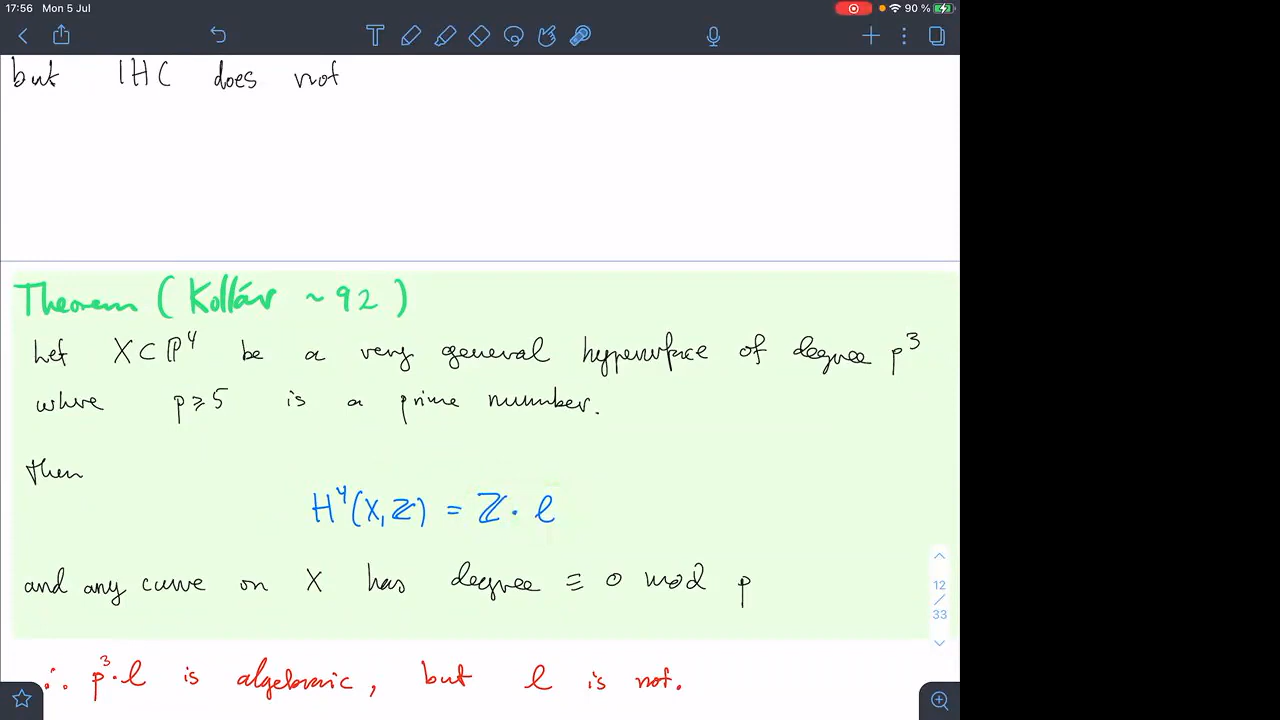 17:56 Mon 5 Jul 90 %
but IHC does not
Theorem (Kollár ~92)
Let X⊂ℙ⁴ be a very general hypersurface of degree p³
where p≥5 is a prime number.
then
H⁴(X,ℤ) = ℤ·ℓ
and any curve on X has degree ≡ 0 mod p
12
/
33
∴ p³·ℓ is algebraic, but ℓ is not.